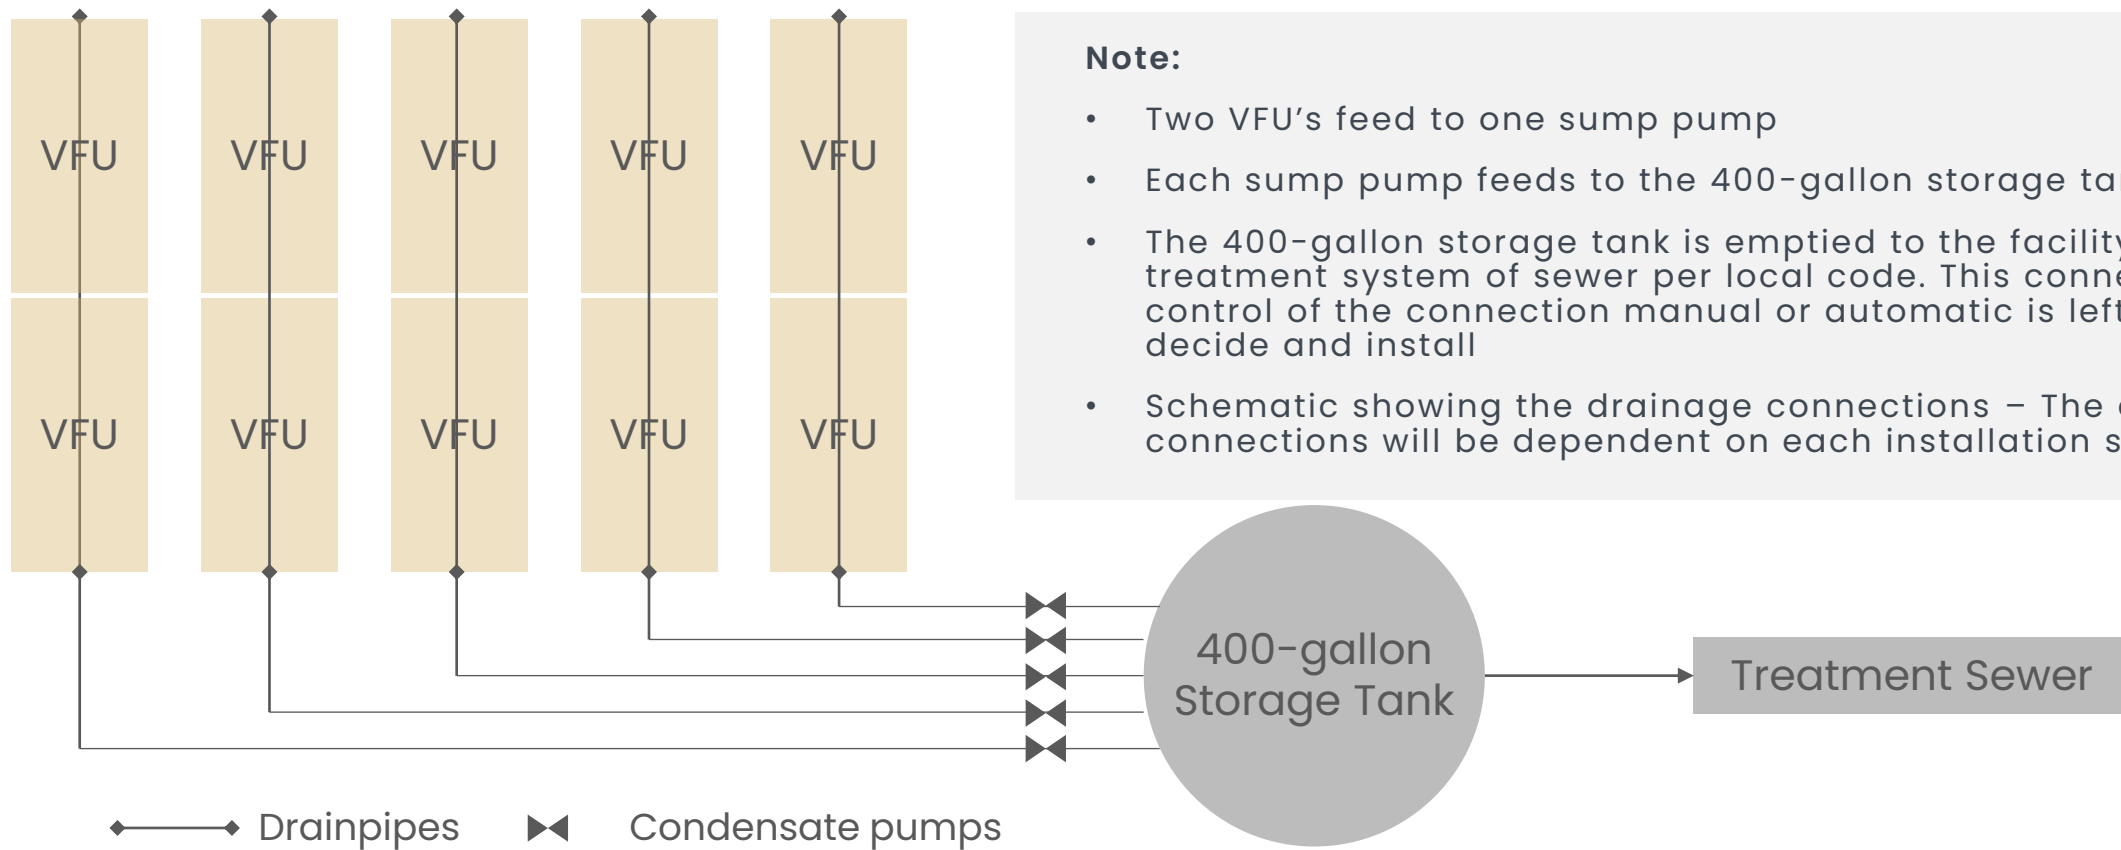 VFU VFU VFU VFU VFU
VFU VFU VFU VFU VFU
Note:
• Two VFU’s feed to one sump pump
• Each sump pump feeds to the 400-gallon storage
• The 400-gallon storage tank is emptied to the
treatment system of sewer per local code. This
control of the connection manual or automatic is
decide and install
• Schematic showing the drainage connections – The
connections will be dependent on each installation
400-gallon
Storage Tank
Treatment Sewer
Drainpipes Condensate pumps